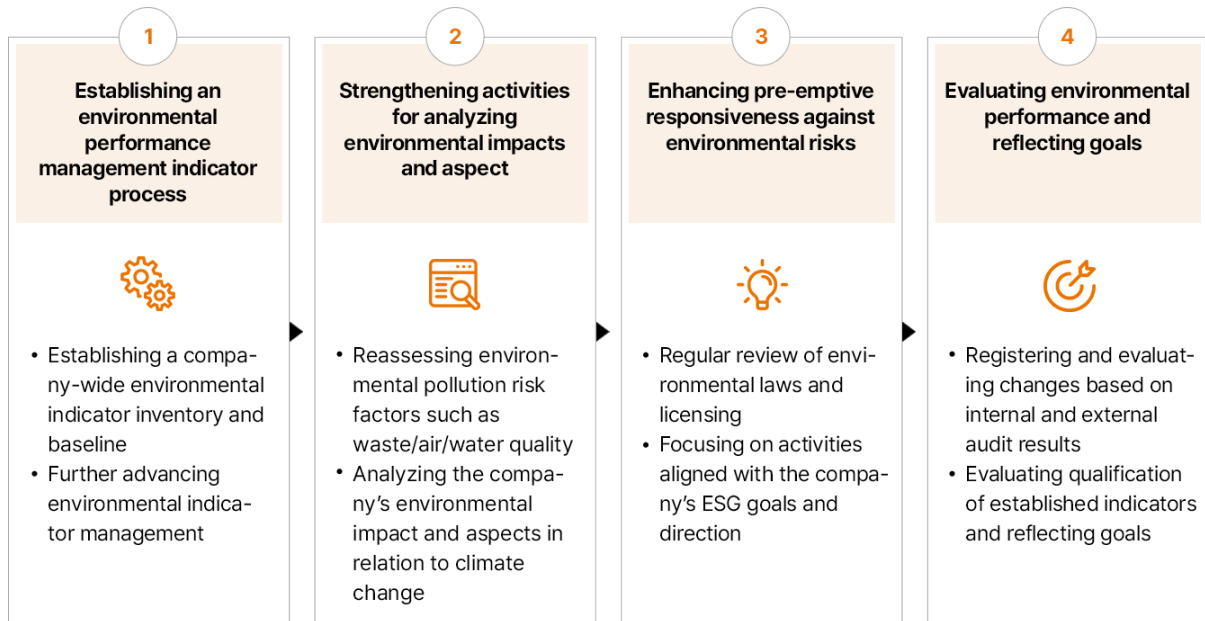 1
Establishing an
environmental
performance
management indicator
process
• Establishing a compa-
ny-wide environmental
indicator inventory and
baseline
• Further advancing
environmental indica-
tor management
2
Strengthening activities
for analyzing
environmental impacts
and aspect
• Reassessing environ-
mental pollution risk
factors such as
waste/air/water quality
• Analyzing the compa-
ny’s environmental
impact and aspects in
relation to climate
change
3
Enhancing pre-emptive
responsiveness against
environmental risks
• Regular review of envi-
ronmental laws and
licensing
• Focusing on activities
aligned with the compa-
ny’s ESG goals and
direction
4
Evaluating environmental
performance and
reflecting goals
• Registering and evaluat-
ing changes based on
internal and external
audit results
• Evaluating qualification
of established indicators
and reflecting goals